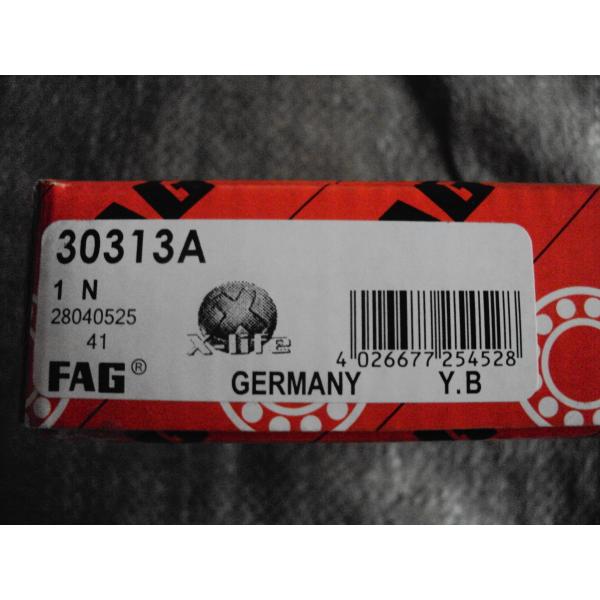 30313A
1 N
28040525
41
X-life
FAG®
GERMANY
4 026677 254528
Y.B